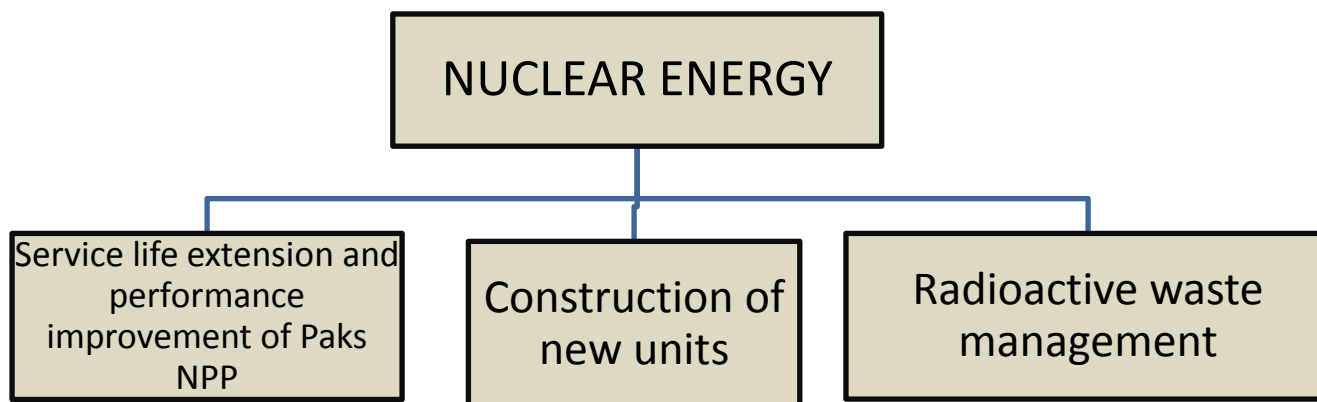 NUCLEAR ENERGY
Service life extension and
performance
improvement of Paks
NPP
Construction of
new units
Radioactive waste
management